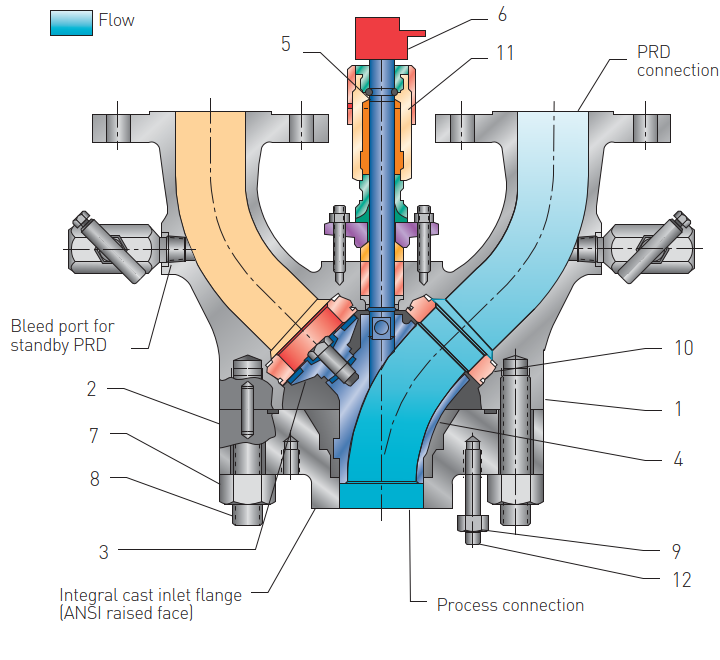 Flow
6
5
11
PRD
connection
Bleed port for
standby PRD
10
2
1
7
4
8
3
9
12
Integral cast inlet flange
(ANSI raised face)
Process connection